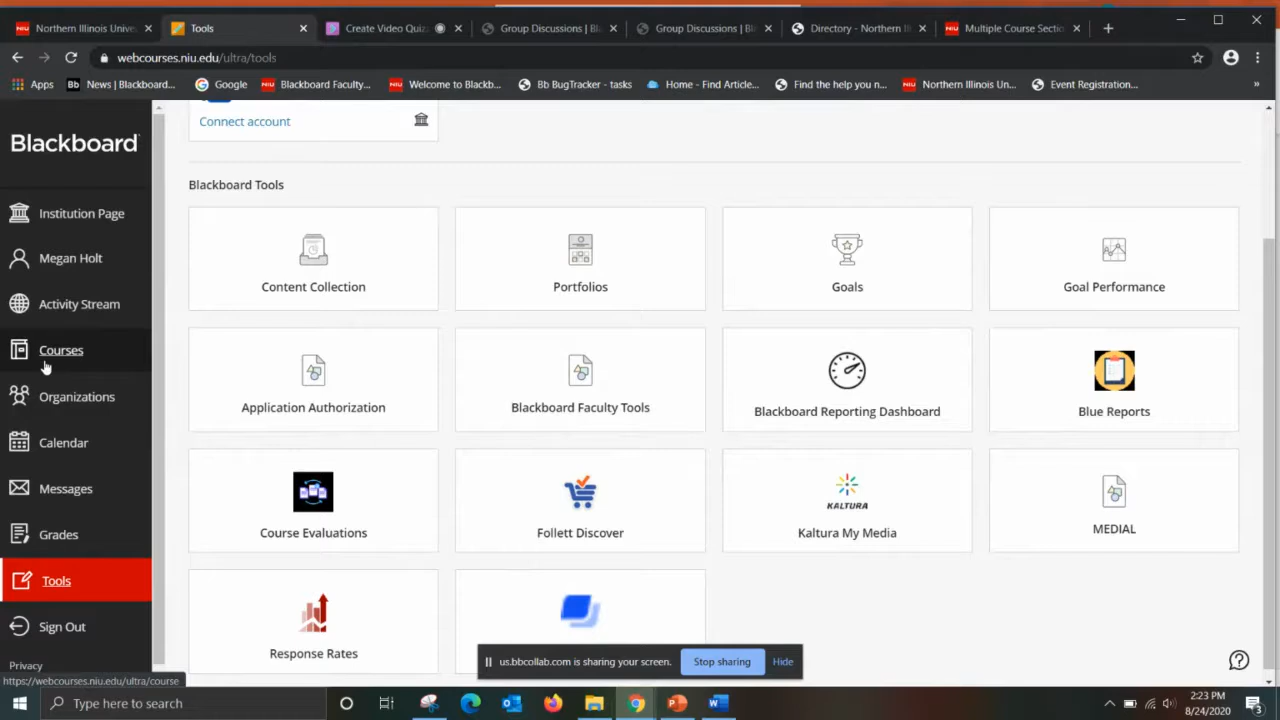 Northern Illinois Unive
Tools
Create Video Quiz
Group Discussions | Bl
Group Discussions | Bl
Directory - Northern I
Multiple Course Sectio
webcourses.niu.edu/ultra/tools
Apps
Bb News | Blackboard...
Google
NIU Blackboard Faculty...
NIU Welcome to Blackb...
Bb BugTracker - tasks
Home - Find Article...
Find the help you n...
NIU Northern Illinois Un...
Event Registration...
»
Blackboard
Institution Page
Megan Holt
Activity Stream
Courses
Organizations
Calendar
Messages
Grades
Tools
Sign Out
Privacy
https://webcourses.niu.edu/ultra/course
Connect account
Blackboard Tools
Content Collection
Portfolios
Goals
Goal Performance
Application Authorization
Blackboard Faculty Tools
Blackboard Reporting Dashboard
Blue Reports
Course Evaluations
Follett Discover
KALTURA
Kaltura My Media
MEDIAL
Response Rates
us.bbcollab.com is sharing your screen.
Stop sharing
Hide
Type here to search
2:23 PM
8/24/2020
3